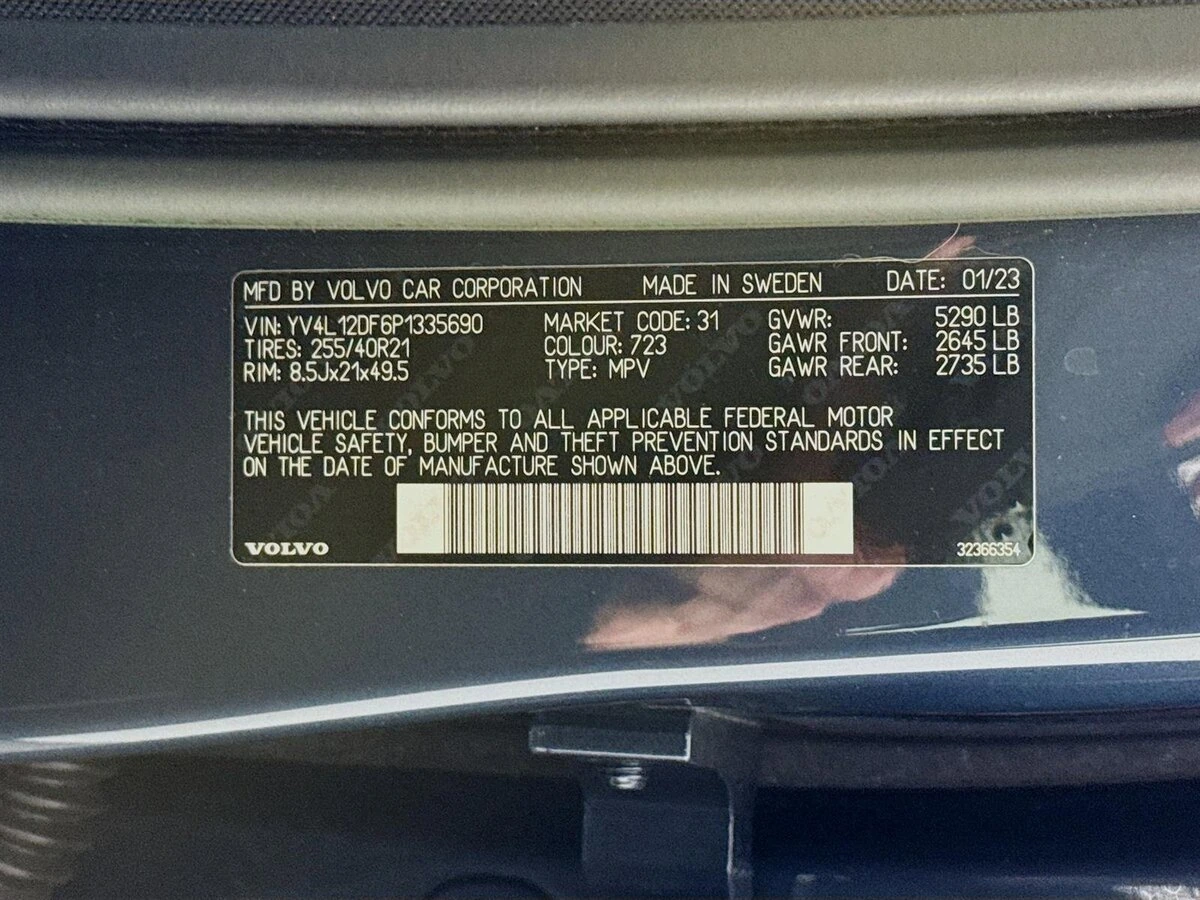 MFD BY VOLVO CAR CORPORATION MADE IN SWEDEN DATE: 01/23
VIN: YV4L12DF6P1335690 MARKET CODE: 31 GVWR: 5290 LB
TIRES: 255/40R21 COLOUR: 723 GAWR FRONT: 2645 LB
RIM: 8.5Jx21x49.5 TYPE: MPV GAWR REAR: 2735 LB
THIS VEHICLE CONFORMS TO ALL APPLICABLE FEDERAL MOTOR
VEHICLE SAFETY, BUMPER AND THEFT PREVENTION STANDARDS IN EFFECT
ON THE DATE OF MANUFACTURE SHOWN ABOVE.
VOLVO 32366354